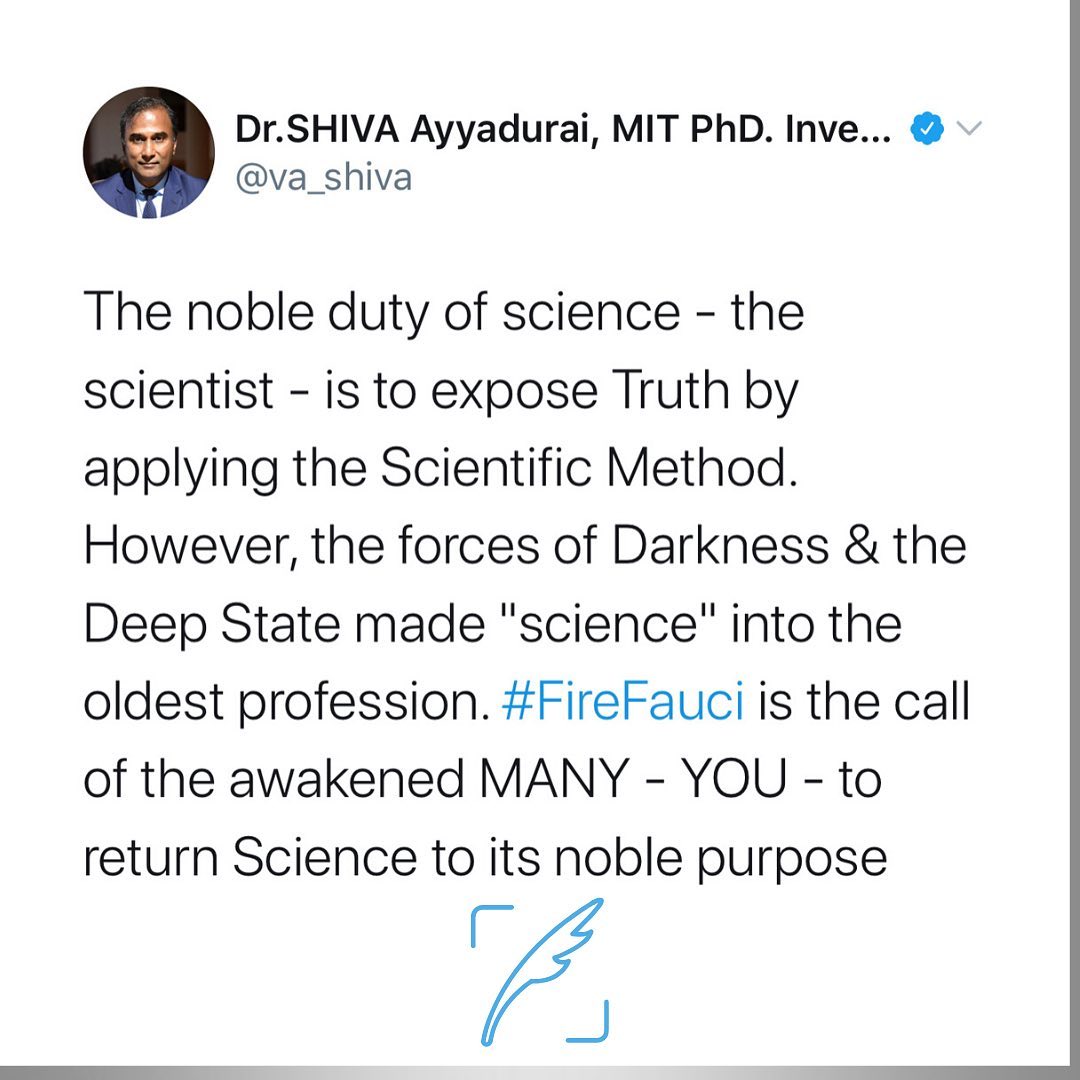 Dr.SHIVA Ayyadurai, MIT PhD. Inve...
@va_shiva
The noble duty of science - the
scientist - is to expose Truth by
applying the Scientific Method.
However, the forces of Darkness & the
Deep State made "science" into the
oldest profession. #FireFauci is the call
of the awakened MANY - YOU - to
return Science to its noble purpose